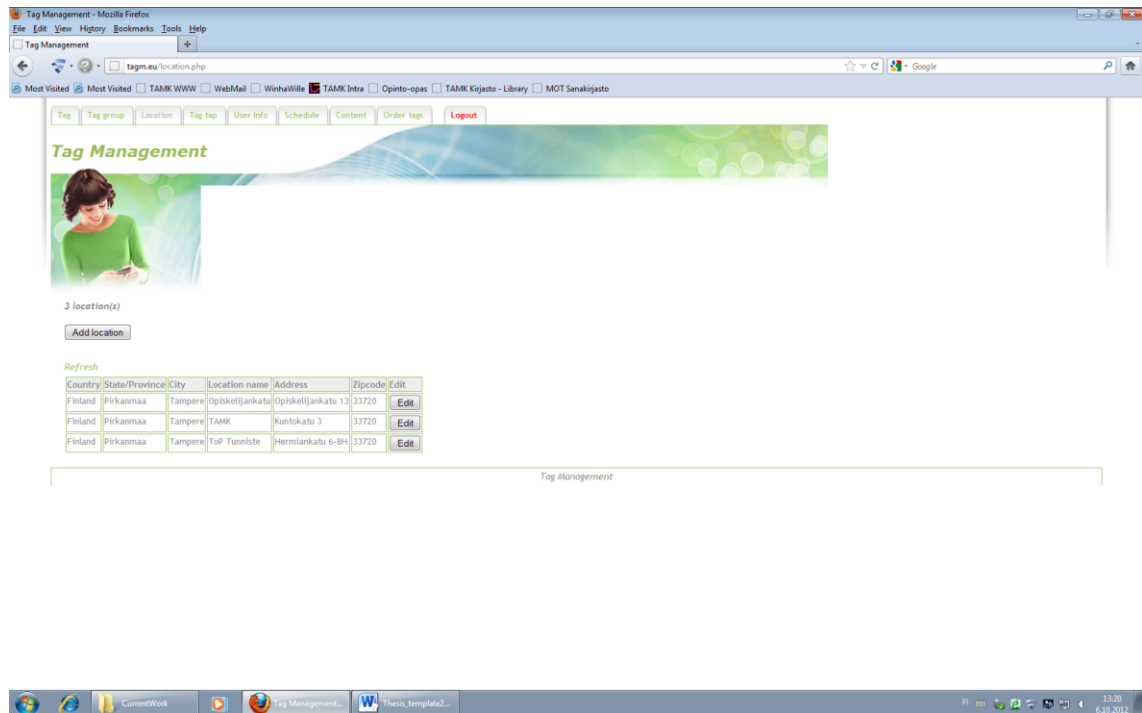 Tag Management - Mozilla Firefox
File Edit View History Bookmarks Tools Help
Tag Management
tagm.eu/location.php
Google
Most Visited Most Visited TAMK WWW WebMail WinhaWille TAMK Intra Opinto-opas TAMK Kirjasto - Library MOT Sanakirjasto
Tag Tag group Location Tag tap User Info Schedule Content Order tags Logout
Tag Management
3 location(s)
Add location
Refresh
Country State/Province City Location name Address Zipcode Edit
Finland Pirkanmaa Tampere Opiskelijankatu Opiskelijankatu 13 33720 Edit
Finland Pirkanmaa Tampere TAMK Kuntokatu 3 33720 Edit
Finland Pirkanmaa Tampere ToP Tunniste Hermiankatu 6-8H 33720 Edit
Tag Management
CurrentWork Tag Management... Thesis_template2... FI 13:20
6.10.2012